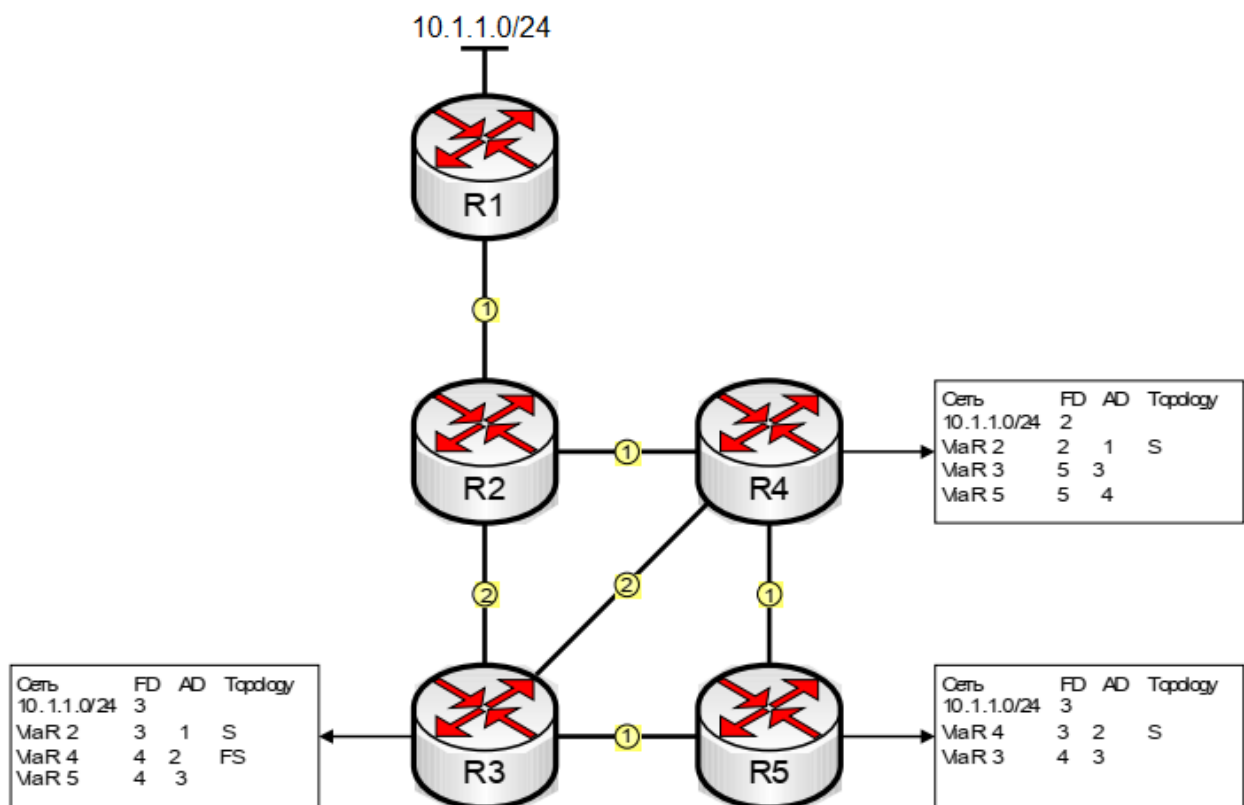 10.1.1.0/24
R1
1
R2
1
R4
Сеть FD AD Topology
10.1.1.0/24 2
Via R 2 2 1 S
Via R 3 5 3
Via R 5 5 4
2
2
1
Сеть FD AD Topology
10.1.1.0/24 3
Via R 2 3 1 S
Via R 4 4 2 FS
Via R 5 4 3
R3
1
R5
Сеть FD AD Topology
10.1.1.0/24 3
Via R 4 3 2 S
Via R 3 4 3